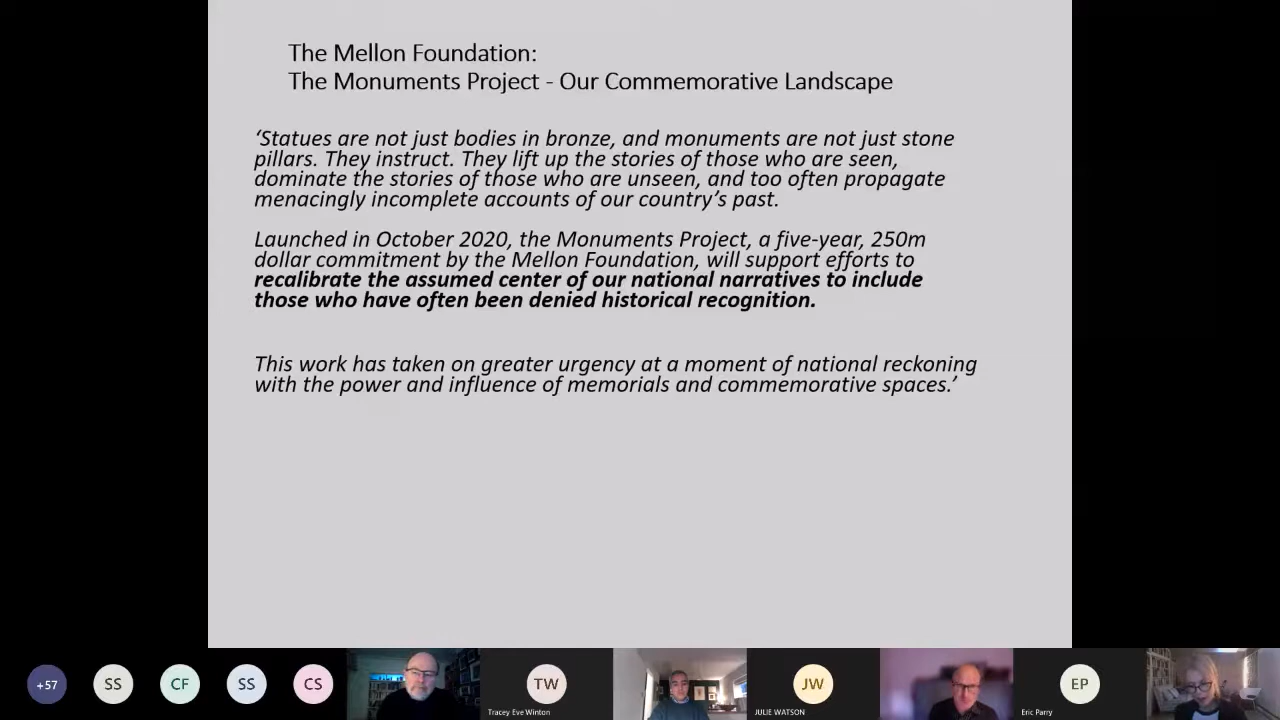 The Mellon Foundation:
The Monuments Project - Our Commemorative Landscape
‘Statues are not just bodies in bronze, and monuments are not just stone
pillars. They instruct. They lift up the stories of those who are seen,
dominate the stories of those who are unseen, and too often propagate
menacingly incomplete accounts of our country’s past.
Launched in October 2020, the Monuments Project, a five-year, 250m
dollar commitment by the Mellon Foundation, will support efforts to
recalibrate the assumed center of our national narratives to include
those who have often been denied historical recognition.
This work has taken on greater urgency at a moment of national reckoning
with the power and influence of memorials and commemorative spaces.’
+57
SS
CF
SS
CS
TW
JW
EP
Tracey Eve Winton
JULIE WATSON
Eric Parry